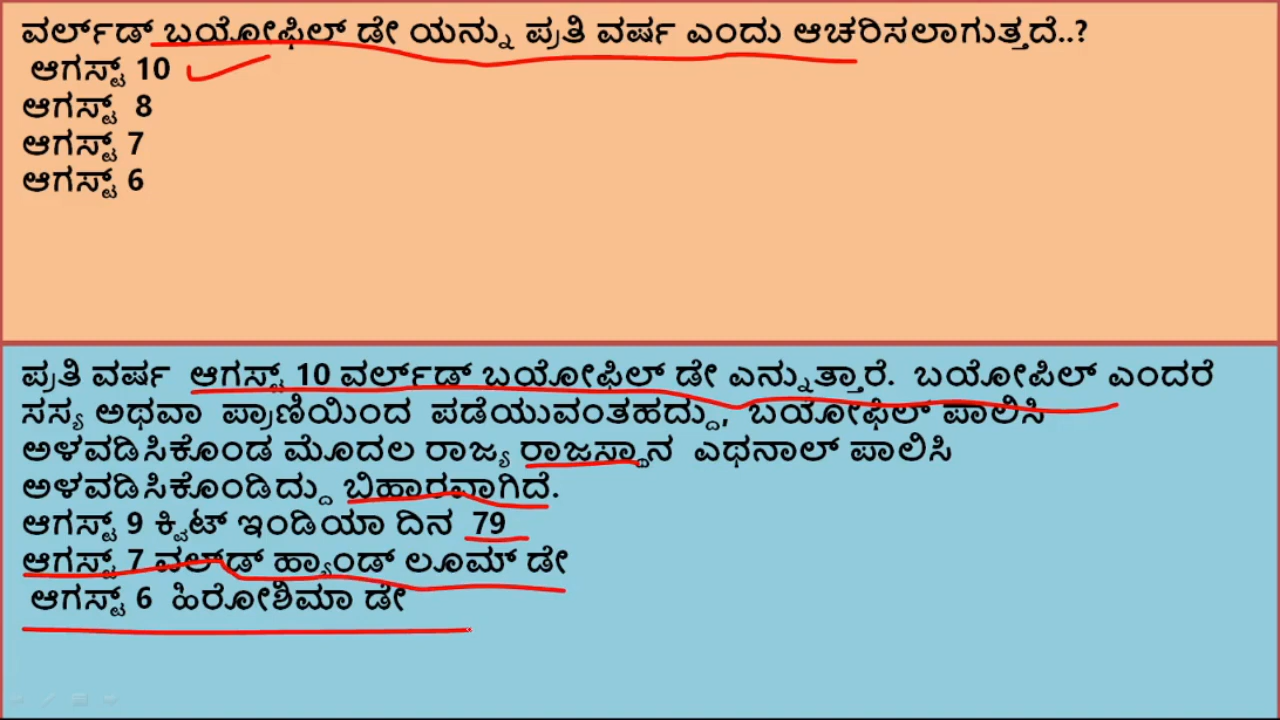 ವರ್ಲ್ಡ್ ಬಯೋಫಿಲ್ ಡೇ ಯನ್ನು ಪ್ರತಿ ವರ್ಷ ಎಂದು ಆಚರಿಸಲಾಗುತ್ತದೆ..?
ಆಗಸ್ಟ್ 10
ಆಗಸ್ಟ್ 8
ಆಗಸ್ಟ್ 7
ಆಗಸ್ಟ್ 6
ಪ್ರತಿ ವರ್ಷ ಆಗಸ್ಟ್ 10 ವರ್ಲ್ಡ್ ಬಯೋಫಿಲ್ ಡೇ ಎನ್ನುತ್ತಾರೆ. ಬಯೋಪಿಲ್ ಎಂದರೆ
ಸಸ್ಯ ಅಥವಾ ಪ್ರಾಣಿಯಿಂದ ಪಡೆಯುವಂತಹದ್ದು, ಬಯೋಫಿಲ್ ಪಾಲಿಸಿ
ಅಳವಡಿಸಿಕೊಂಡ ಮೊದಲ ರಾಜ್ಯ ರಾಜಸ್ಥಾನ ಎಥನಾಲ್ ಪಾಲಿಸಿ
ಅಳವಡಿಸಿಕೊಂಡಿದ್ದು ಬಿಹಾರವಾಗಿದೆ.
ಆಗಸ್ಟ್ 9 ಕ್ವಿಟ್ ಇಂಡಿಯಾ ದಿನ 79
ಆಗಸ್ಟ್ 7 ವರ್ಲ್ಡ್ ಹ್ಯಾಂಡ್ ಲೂಮ್ ಡೇ
ಆಗಸ್ಟ್ 6 ಹಿರೋಶಿಮಾ ಡೇ